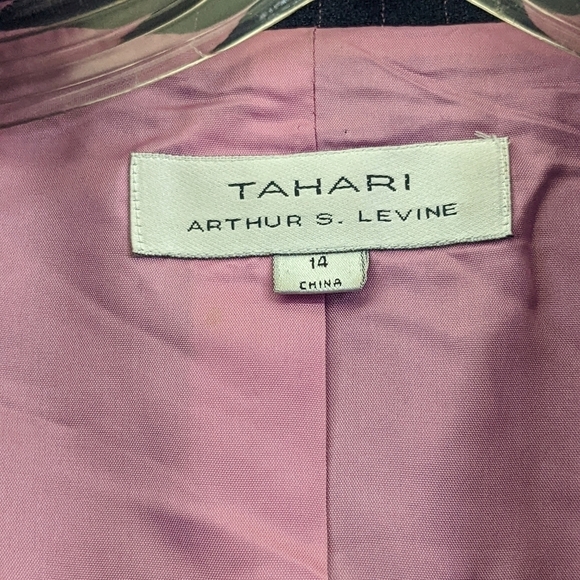 TAHARI
ARTHUR S. LEVINE
14
CHINA